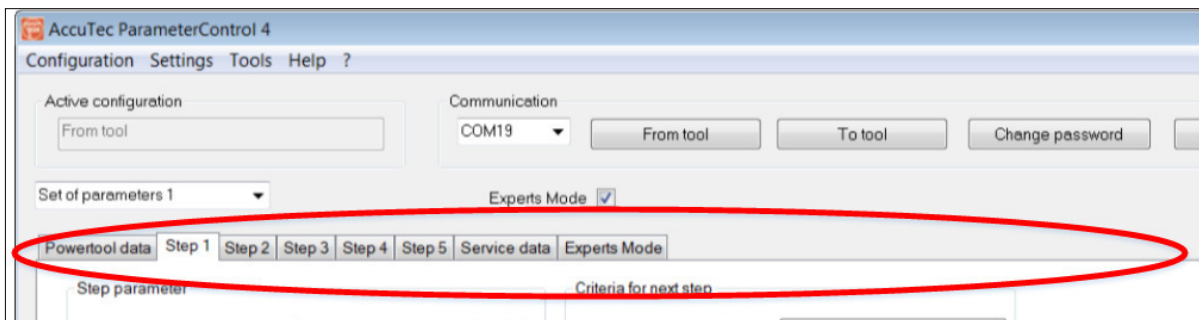 AccuTec ParameterControl 4
Configuration Settings Tools Help ?
Active configuration
Communication
From tool
COM19
From tool
To tool
Change password
Set of parameters 1
Experts Mode
Powertool data Step 1 Step 2 Step 3 Step 4 Step 5 Service data Experts Mode
Step parameter
Criteria for next step